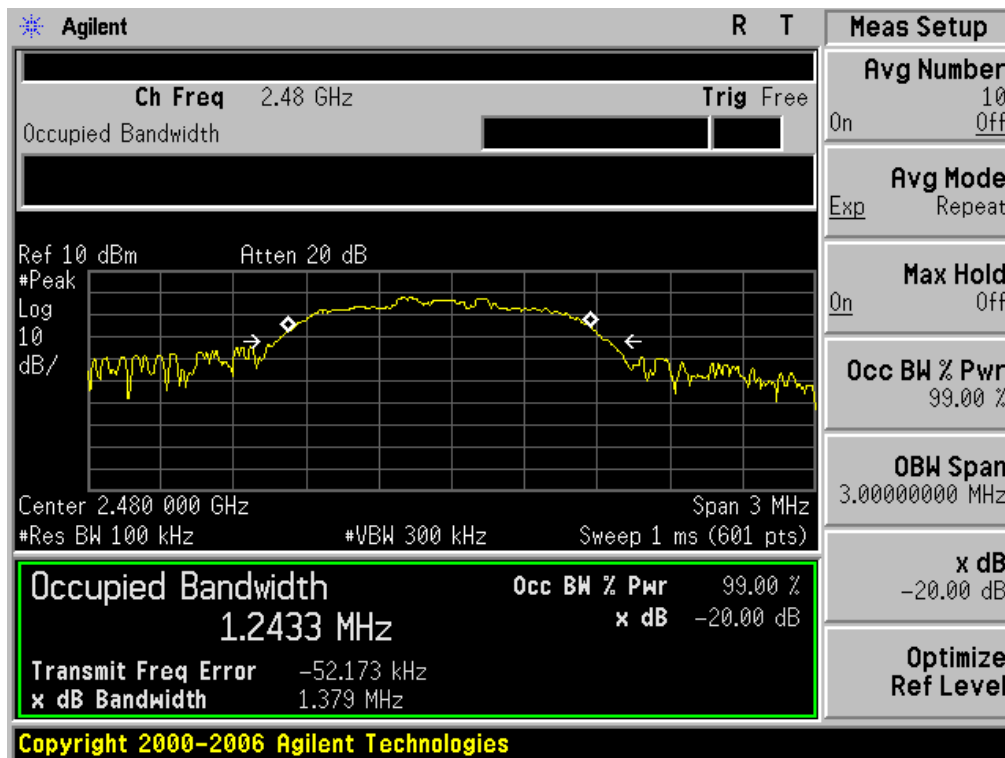 Agilent R T Meas Setup
Ch Freq 2.48 GHz Trig Free
Occupied Bandwidth
Avg Number
10
On Off
Avg Mode
Exp Repeat
Max Hold
On Off
Occ BW % Pwr
99.00 %
OBW Span
3.00000000 MHz
x dB
-20.00 dB
Optimize
Ref Level
Ref 10 dBm Atten 20 dB
#Peak
Log
10
dB/
Center 2.480 000 GHz Span 3 MHz
#Res BW 100 kHz #VBW 300 kHz Sweep 1 ms (601 pts)
Occupied Bandwidth Occ BW % Pwr 99.00 %
1.2433 MHz x dB -20.00 dB
Transmit Freq Error -52.173 kHz
x dB Bandwidth 1.379 MHz
Copyright 2000-2006 Agilent Technologies